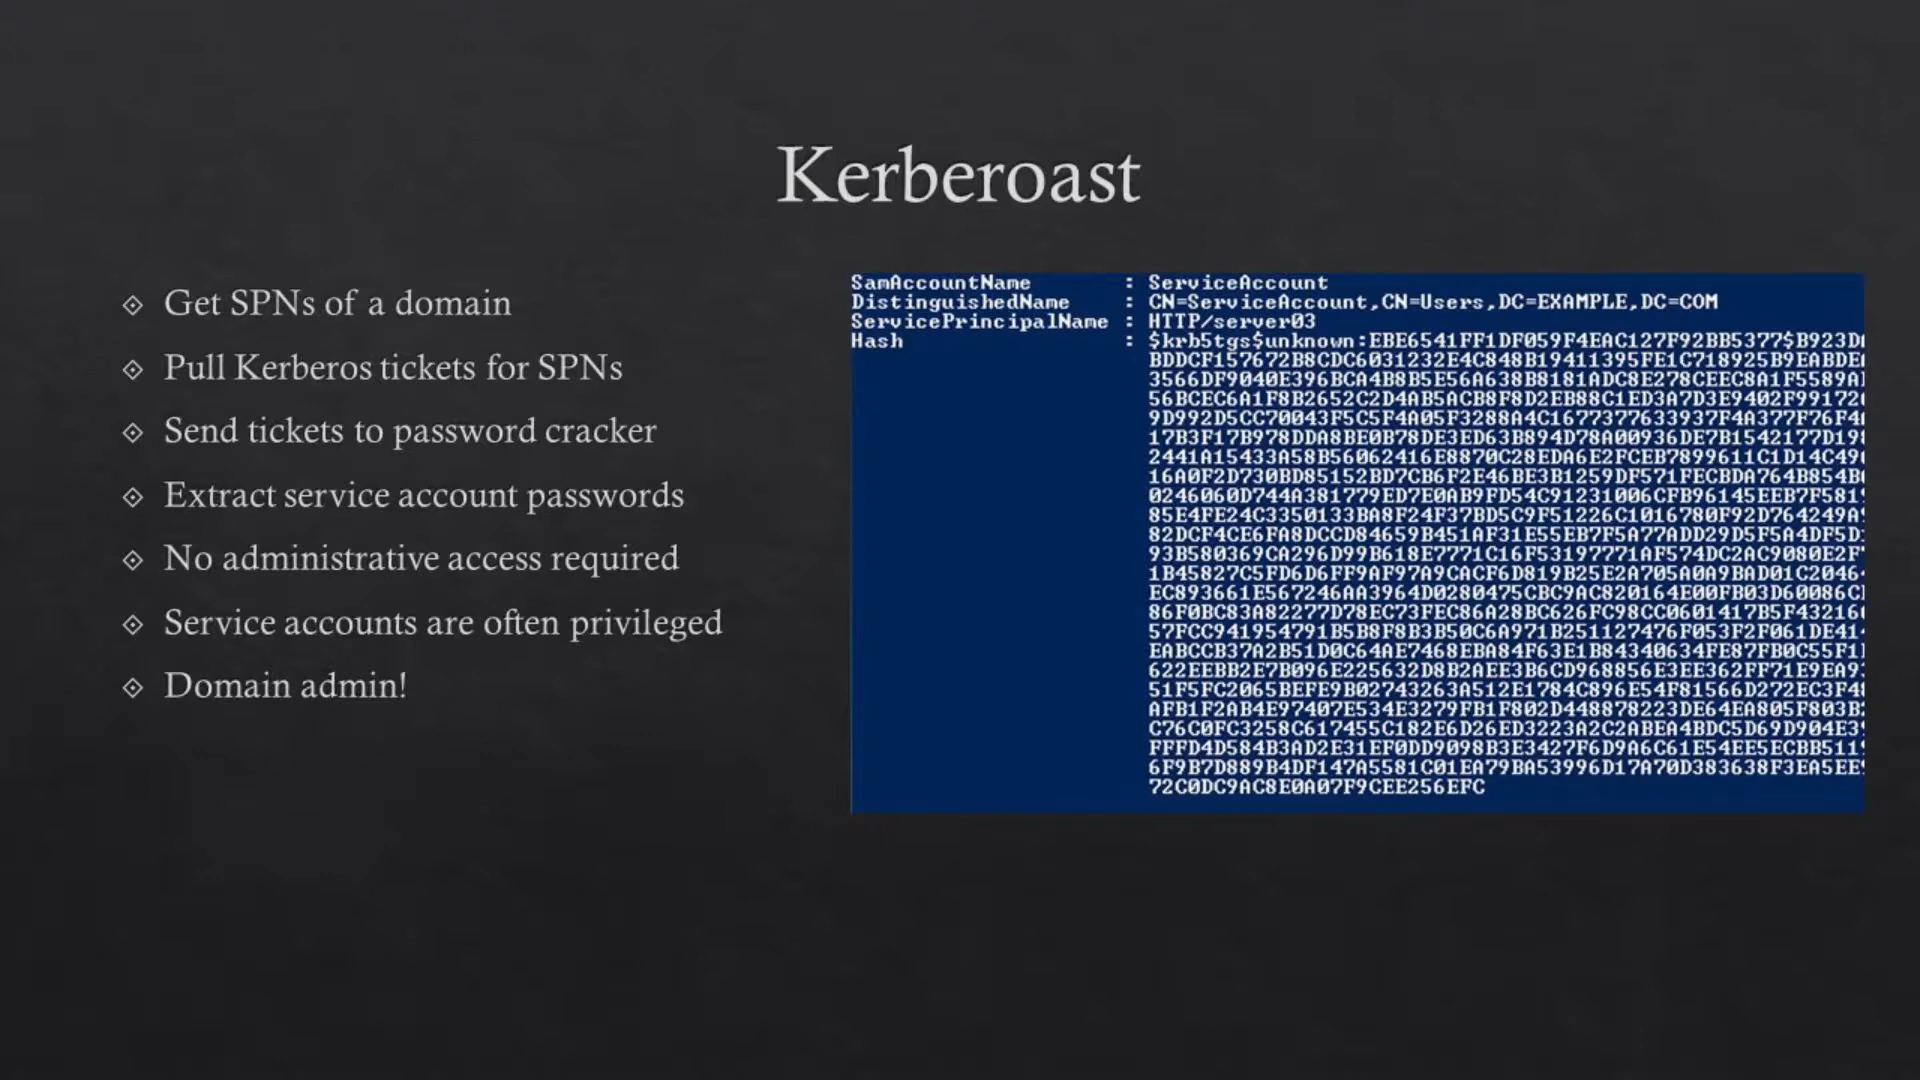 Kerberoast
Get SPNs of a domain
Pull Kerberos tickets for SPNs
Send tickets to password cracker
Extract service account passwords
No administrative access required
Service accounts are often privileged
Domain admin!
SamAccountName : ServiceAccount
DistinguishedName : CN=ServiceAccount,CN=Users,DC=EXAMPLE,DC=COM
ServicePrincipalName : HTTP/server03
Hash : $krb5tgs$unknown:EBE6541FF1DF059F4EAC127F92BB5377$B923D
BDDCF157672B8CDC6031232E4C848B19411395FE1C718925B9EABDE
3566DF9040E396BCA4B8B5E56A638B8181ADC8E278CEEC8A1F5589A
56BCEC6A1F8B2652C2D4AB5ACB8F8D2EB88C1ED3A7D3E9402F99172
9D992D5CC70043F5C5F4A05F3288A4C1677377633937F4A377F76F4
17B3F17B978DDA8BE0B78DE3ED63B894D78A00936DE7B1542177D19
2441A15433A58B56062416E8870C28EDA6E2FCEB7899611C1D14C49
16A0F2D730BD85152BD7CB6F2E46BE3B1259DF571FECBDA764B854B
0246060D744A381779ED7E0AB9FD54C91231006CFB96145EEB7F581
85E4FE24C3350133BA8F24F37BD5C9F51226C1016780F92D764249A
82DCF4CE6FA8DCCD84659B451AF31E55EB7F5A77ADD29D5F5A4DF5D
93B580369CA296D99B618E7771C16F53197771AF574DC2AC9080E2F
1B45827C5FD6D6FF9AF97A9CACF6D819B25E2A705A0A9BAD01C2046
EC893661E567246AA3964D0280475CBC9AC820164E00FB03D60086C
86F0BC83A82277D78EC73FEC86A28BC626FC98CC0601417B5F43216
57FCC941954791B5B8F8B3B50C6A971B251127476F053F2F061DE41
EABCCB37A2B51D0C64AE7468EBA84F63E1B84340634FE87FB0C55F1
622EEBB2E7B096E225632D8B2AEE3B6CD968856E3EE362FF71E9EA9
51F5FC2065BEFE9B02743263A512E1784C896E54F81566D272EC3F4
AFB1F2AB4E97407E534E3279FB1F802D448878223DE64EA805F803B
C76C0FC3258C617455C182E6D26ED3223A2C2ABEA4BDC5D69D904E3
FFFD4D584B3AD2E31EF0DD9098B3E3427F6D9A6C61E54EE5ECBB511
6F9B7D889B4DF147A5581C01EA79BA53996D17A70D383638F3EA5EE
72C0DC9AC8E0A07F9CEE256EFC